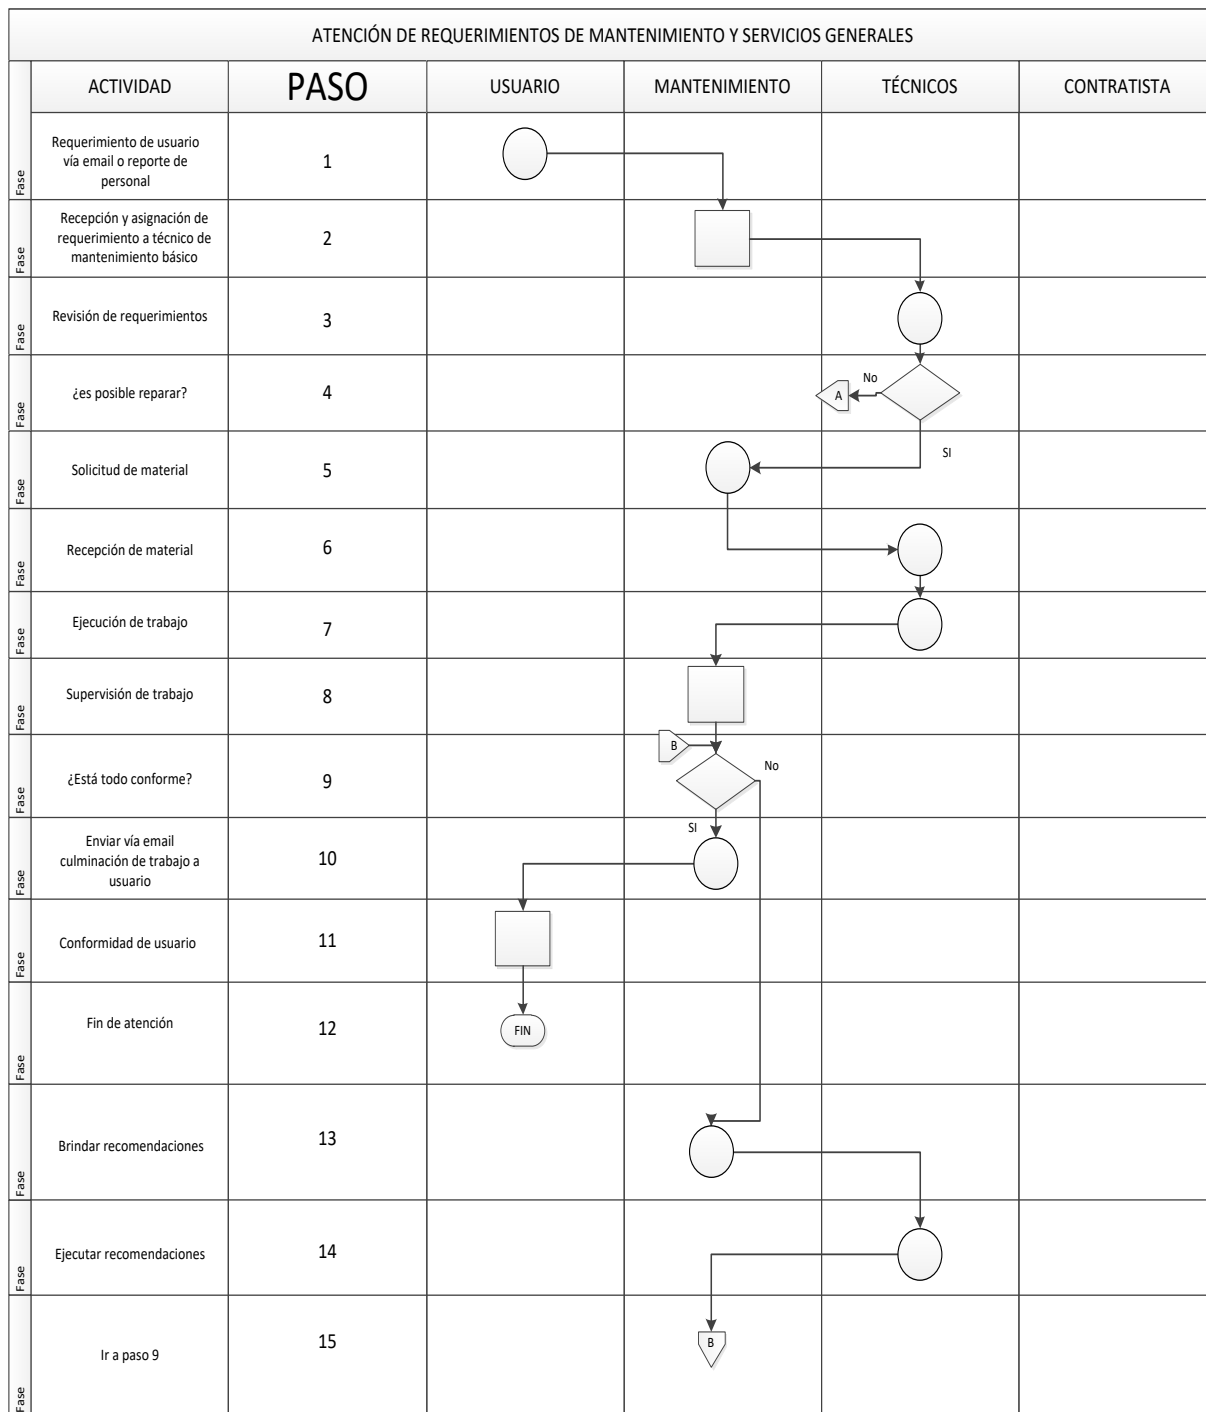 ATENCIÓN DE REQUERIMIENTOS DE MANTENIMIENTO Y SERVICIOS GENERALES
Fase
ACTIVIDAD
PASO
USUARIO
MANTENIMIENTO
TÉCNICOS
CONTRATISTA
Requerimiento de usuario
vía email o reporte de
personal
1
Fase
Recepción y asignación de
requerimiento a técnico de
mantenimiento básico
2
Fase
Revisión de requerimientos
3
Fase
¿es posible reparar?
4
A
No
SI
Fase
Solicitud de material
5
Fase
Recepción de material
6
Fase
Ejecución de trabajo
7
Fase
Supervisión de trabajo
8
Fase
¿Está todo conforme?
9
B
No
SI
Fase
Enviar vía email
culminación de trabajo a
usuario
10
Fase
Conformidad de usuario
11
Fase
Fin de atención
12
FIN
Fase
Brindar recomendaciones
13
Fase
Ejecutar recomendaciones
14
Fase
Ir a paso 9
15
B